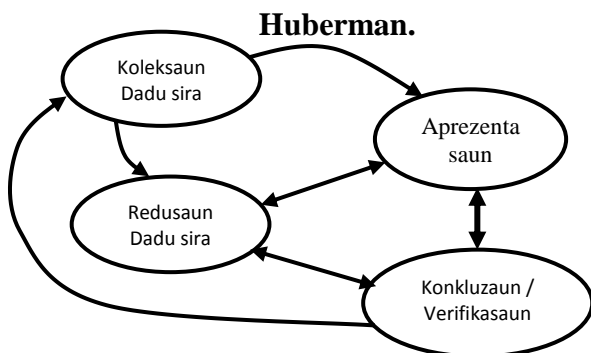 Huberman.
Koleksaun
Dadu sira
Aprezenta
saun
Redusaun
Dadu sira
Konkluzaun /
Verifikasaun